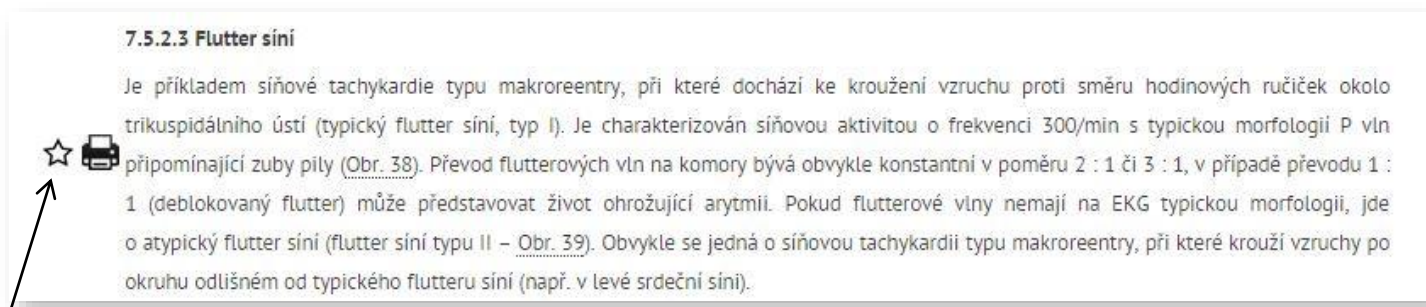 7.5.2.3 Flutter síní
Je příkladem síňové tachykardie typu makroreentry, při které dochází ke kroužení vzruchu proti směru hodinových ručiček okolo
trikuspidálního ústí (typický flutter síní, typ I). Je charakterizován síňovou aktivitou o frekvenci 300/min s typickou morfologií P vln
připomínající zuby pily (Obr. 38). Převod flutterových vln na komory bývá obvykle konstantní v poměru 2 : 1 či 3 : 1, v případě převodu 1 :
1 (deblokovaný flutter) může představovat život ohrožující arytmii. Pokud flutterové vlny nemají na EKG typickou morfologii, jde
o atypický flutter síní (flutter síní typu II – Obr. 39). Obvykle se jedná o síňovou tachykardii typu makroreentry, při které krouží vzruchy po
okruhu odlišném od typického flutteru síní (např. v levé srdeční síni).